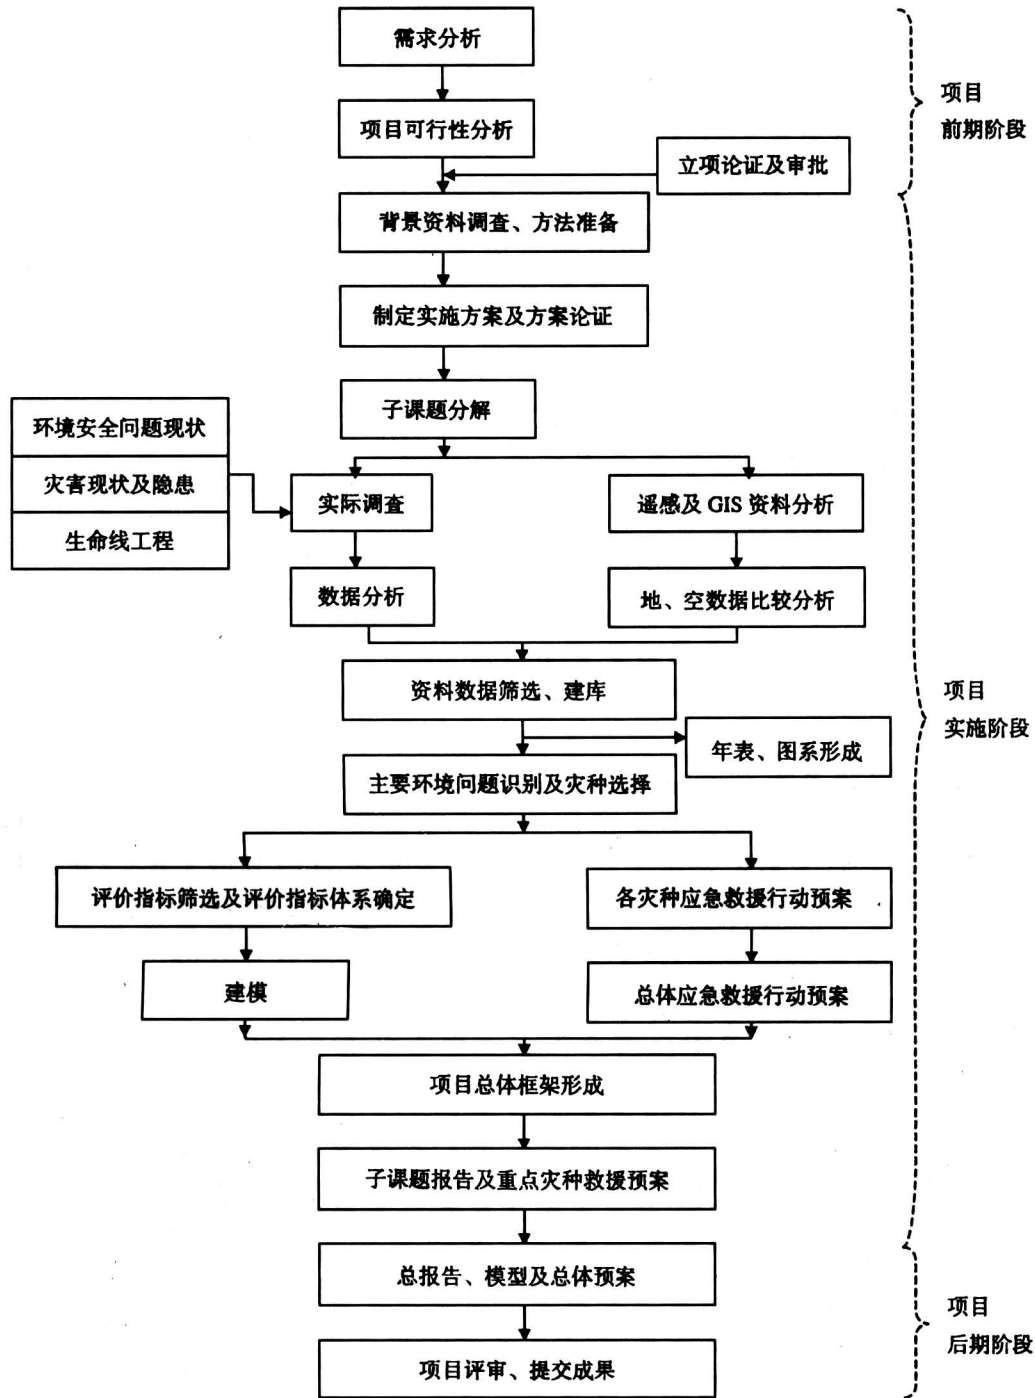 需求分析
项目
前期阶段
项目可行性分析
立项论证及审批
背景资料调查、方法准备
制定实施方案及方案论证
子课题分解
环境安全问题现状
灾害现状及隐患
生命线工程
实际调查
遥感及 GIS 资料分析
数据分析
地、空数据比较分析
资料数据筛选、建库
项目
实施阶段
年表、图系形成
主要环境问题识别及灾种选择
评价指标筛选及评价指标体系确定
各灾种应急救援行动预案
建模
总体应急救援行动预案
项目总体框架形成
子课题报告及重点灾种救援预案
总报告、模型及总体预案
项目
后期阶段
项目评审、提交成果